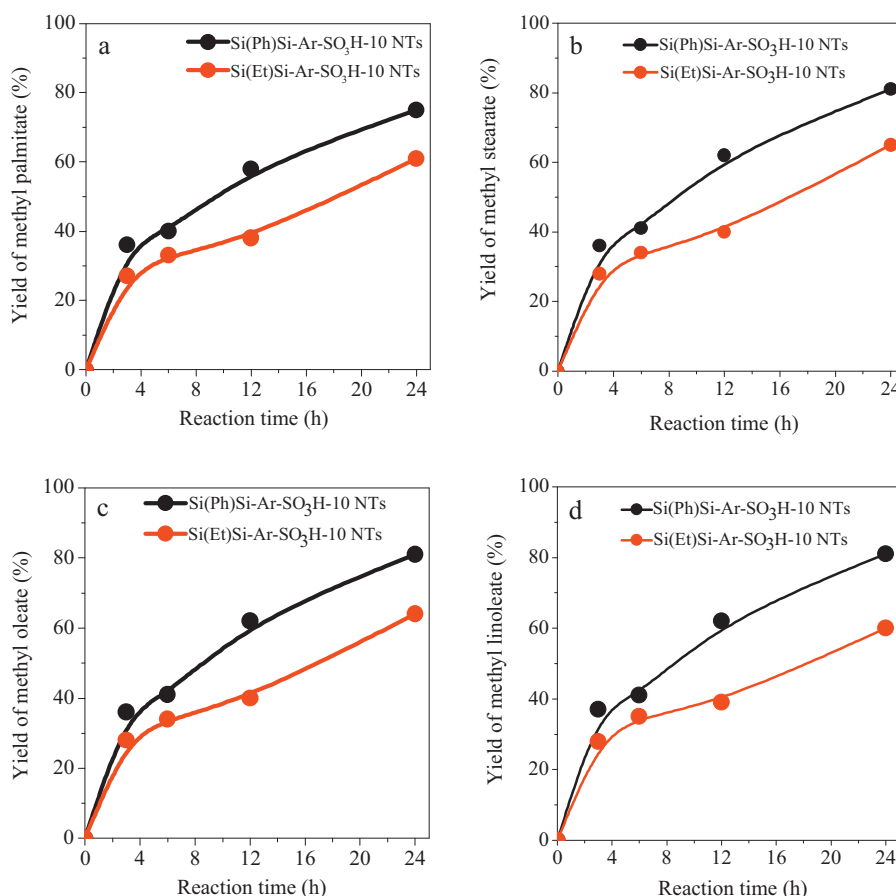 a
Si(Ph)Si-Ar-SO3H-10 NTs
Si(Et)Si-Ar-SO3H-10 NTs
Yield of methyl palmitate (%)
100
80
60
40
20
0
0 4 8 12 16 20 24
Reaction time (h)
b
Si(Ph)Si-Ar-SO3H-10 NTs
Si(Et)Si-Ar-SO3H-10 NTs
Yield of methyl stearate (%)
100
80
60
40
20
0
0 4 8 12 16 20 24
Reaction time (h)
c
Si(Ph)Si-Ar-SO3H-10 NTs
Si(Et)Si-Ar-SO3H-10 NTs
Yield of methyl oleate (%)
100
80
60
40
20
0
0 4 8 12 16 20 24
Reaction time (h)
d
Si(Ph)Si-Ar-SO3H-10 NTs
Si(Et)Si-Ar-SO3H-10 NTs
Yield of methyl linoleate (%)
100
80
60
40
20
0
0 4 8 12 16 20 24
Reaction time (h)